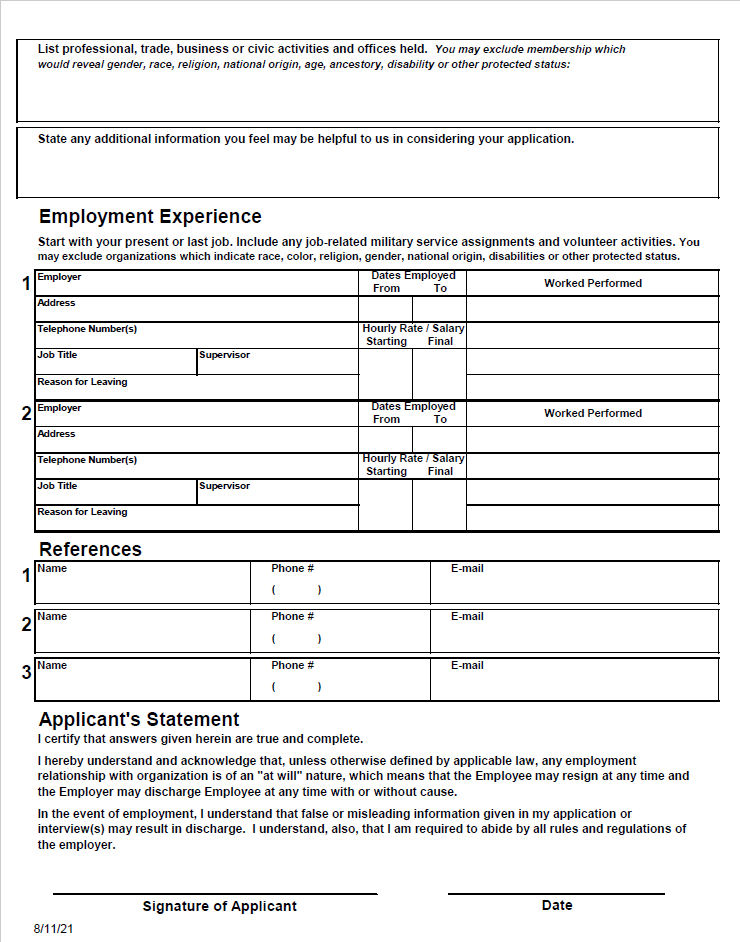 List professional, trade, business or civic activities and offices held. You may exclude membership which
would reveal gender, race, religion, national origin, age, ancestory, disability or other protected status:
State any additional information you feel may be helpful to us in considering your application.
Employment Experience
Start with your present or last job. Include any job-related military service assignments and volunteer activities. You
may exclude organizations which indicate race, color, religion, gender, national origin, disabilities or other protected status.
1 Employer Dates Employed Worked Performed
From To
Address
Telephone Number(s) Hourly Rate / Salary
Starting Final
Job Title Supervisor
Reason for Leaving
2 Employer Dates Employed Worked Performed
From To
Address
Telephone Number(s) Hourly Rate / Salary
Starting Final
Job Title Supervisor
Reason for Leaving
References
1 Name Phone # E-mail
( )
2 Name Phone # E-mail
( )
3 Name Phone # E-mail
( )
Applicant's Statement
I certify that answers given herein are true and complete.
I hereby understand and acknowledge that, unless otherwise defined by applicable law, any employment
relationship with organization is of an "at will" nature, which means that the Employee may resign at any time and
the Employer may discharge Employee at any time with or without cause.
In the event of employment, I understand that false or misleading information given in my application or
interview(s) may result in discharge. I understand, also, that I am required to abide by all rules and regulations of
the employer.
Signature of Applicant Date
8/11/21